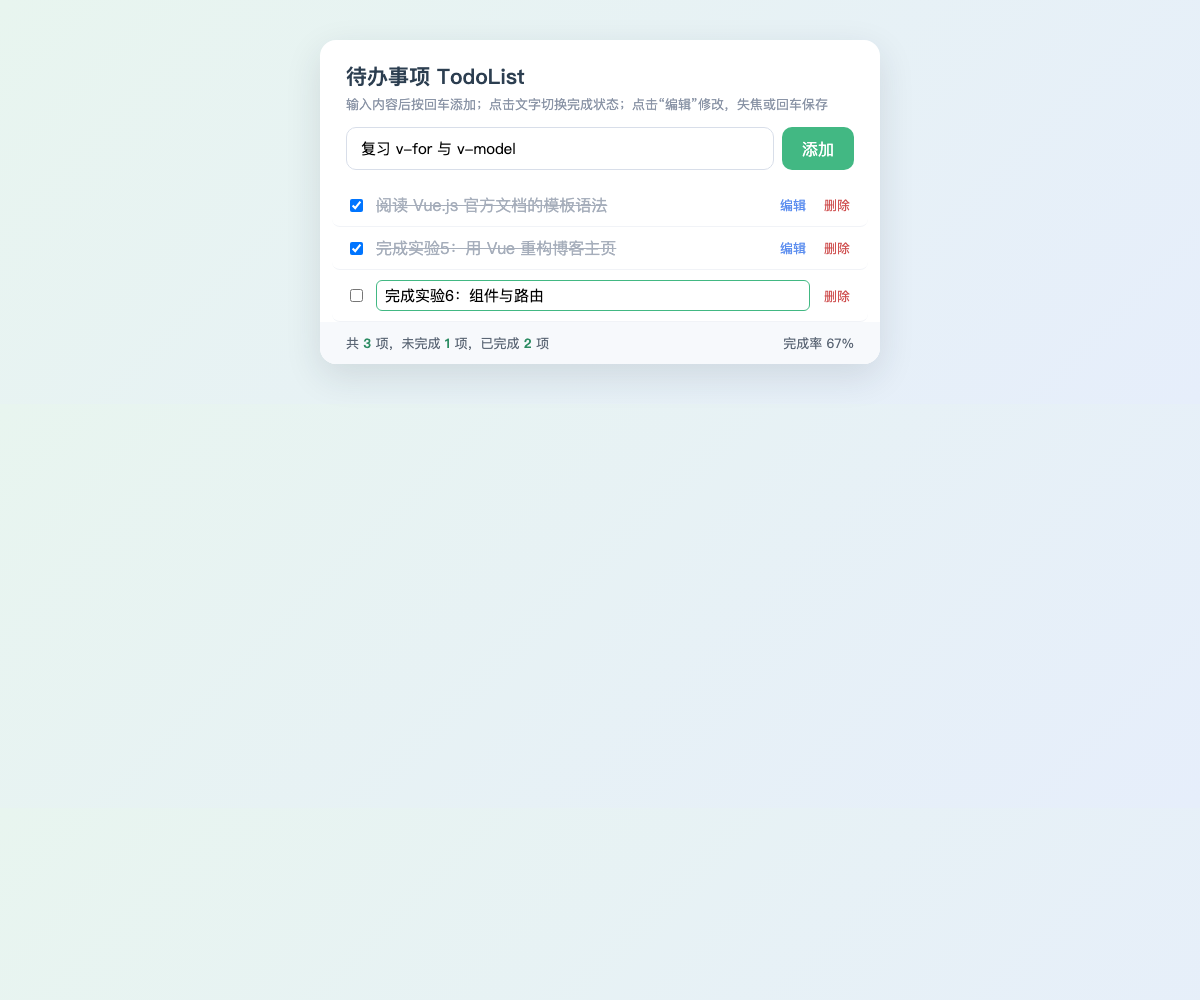 待办事项 TodoList
输入内容后按回车添加；点击文字切换完成状态；点击“编辑”修改，失焦或回车保存
复习 v-for 与 v-model 添加
阅读 Vue.js 官方文档的模板语法 编辑 删除
完成实验5：用 Vue 重构博客主页 编辑 删除
完成实验6：组件与路由 删除
共 3 项，未完成 1 项，已完成 2 项 完成率 67%